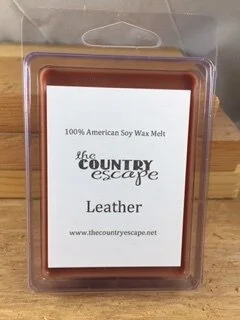 100% American Soy Wax Melt
the
COUNTRY
escape
Leather
www.thecountryescape.net